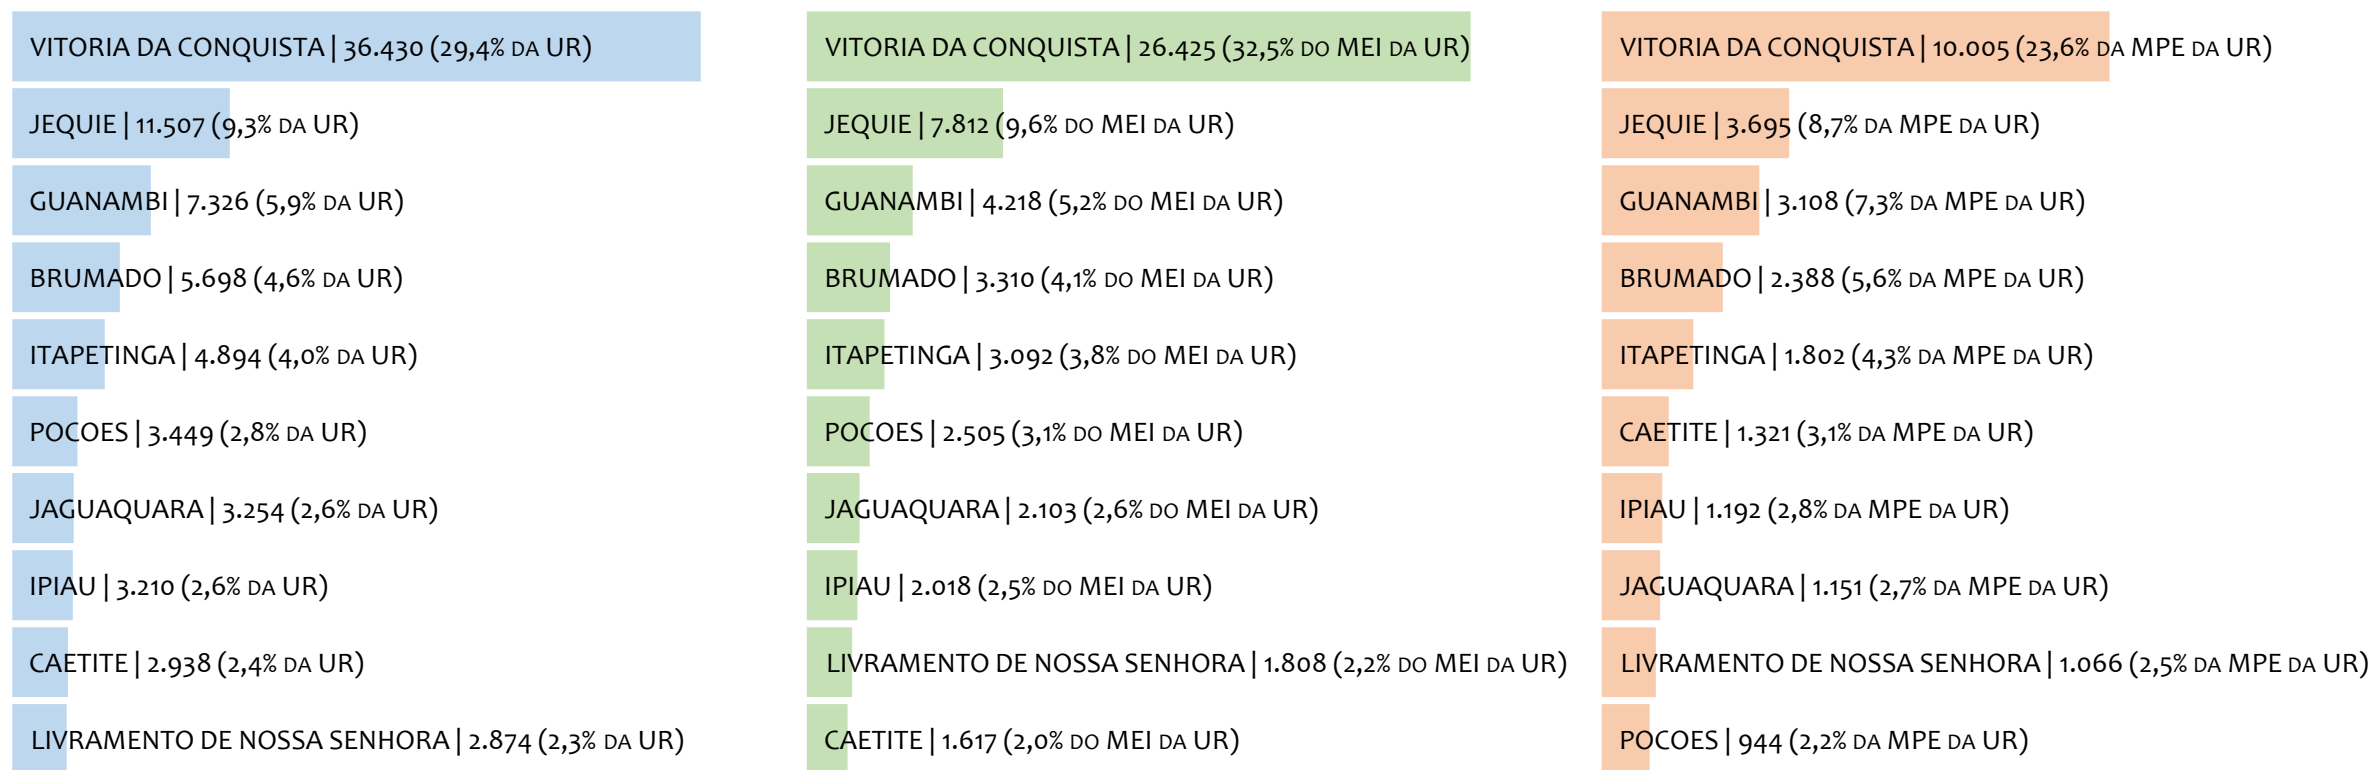 VITORIA DA CONQUISTA | 36.430 (29,4% DA UR)
JEQUIE | 11.507 (9,3% DA UR)
GUANAMBI | 7.326 (5,9% DA UR)
BRUMADO | 5.698 (4,6% DA UR)
ITAPETINGA | 4.894 (4,0% DA UR)
POCOES | 3.449 (2,8% DA UR)
JAGUAQUARA | 3.254 (2,6% DA UR)
IPIAU | 3.210 (2,6% DA UR)
CAETITE | 2.938 (2,4% DA UR)
LIVRAMENTO DE NOSSA SENHORA | 2.874 (2,3% DA UR)
VITORIA DA CONQUISTA | 26.425 (32,5% DO MEI DA UR)
JEQUIE | 7.812 (9,6% DO MEI DA UR)
GUANAMBI | 4.218 (5,2% DO MEI DA UR)
BRUMADO | 3.310 (4,1% DO MEI DA UR)
ITAPETINGA | 3.092 (3,8% DO MEI DA UR)
POCOES | 2.505 (3,1% DO MEI DA UR)
JAGUAQUARA | 2.103 (2,6% DO MEI DA UR)
IPIAU | 2.018 (2,5% DO MEI DA UR)
LIVRAMENTO DE NOSSA SENHORA | 1.808 (2,2% DO MEI DA UR)
CAETITE | 1.617 (2,0% DO MEI DA UR)
VITORIA DA CONQUISTA | 10.005 (23,6% DA MPE DA UR)
JEQUIE | 3.695 (8,7% DA MPE DA UR)
GUANAMBI | 3.108 (7,3% DA MPE DA UR)
BRUMADO | 2.388 (5,6% DA MPE DA UR)
ITAPETINGA | 1.802 (4,3% DA MPE DA UR)
CAETITE | 1.321 (3,1% DA MPE DA UR)
IPIAU | 1.192 (2,8% DA MPE DA UR)
JAGUAQUARA | 1.151 (2,7% DA MPE DA UR)
LIVRAMENTO DE NOSSA SENHORA | 1.066 (2,5% DA MPE DA UR)
POCOES | 944 (2,2% DA MPE DA UR)